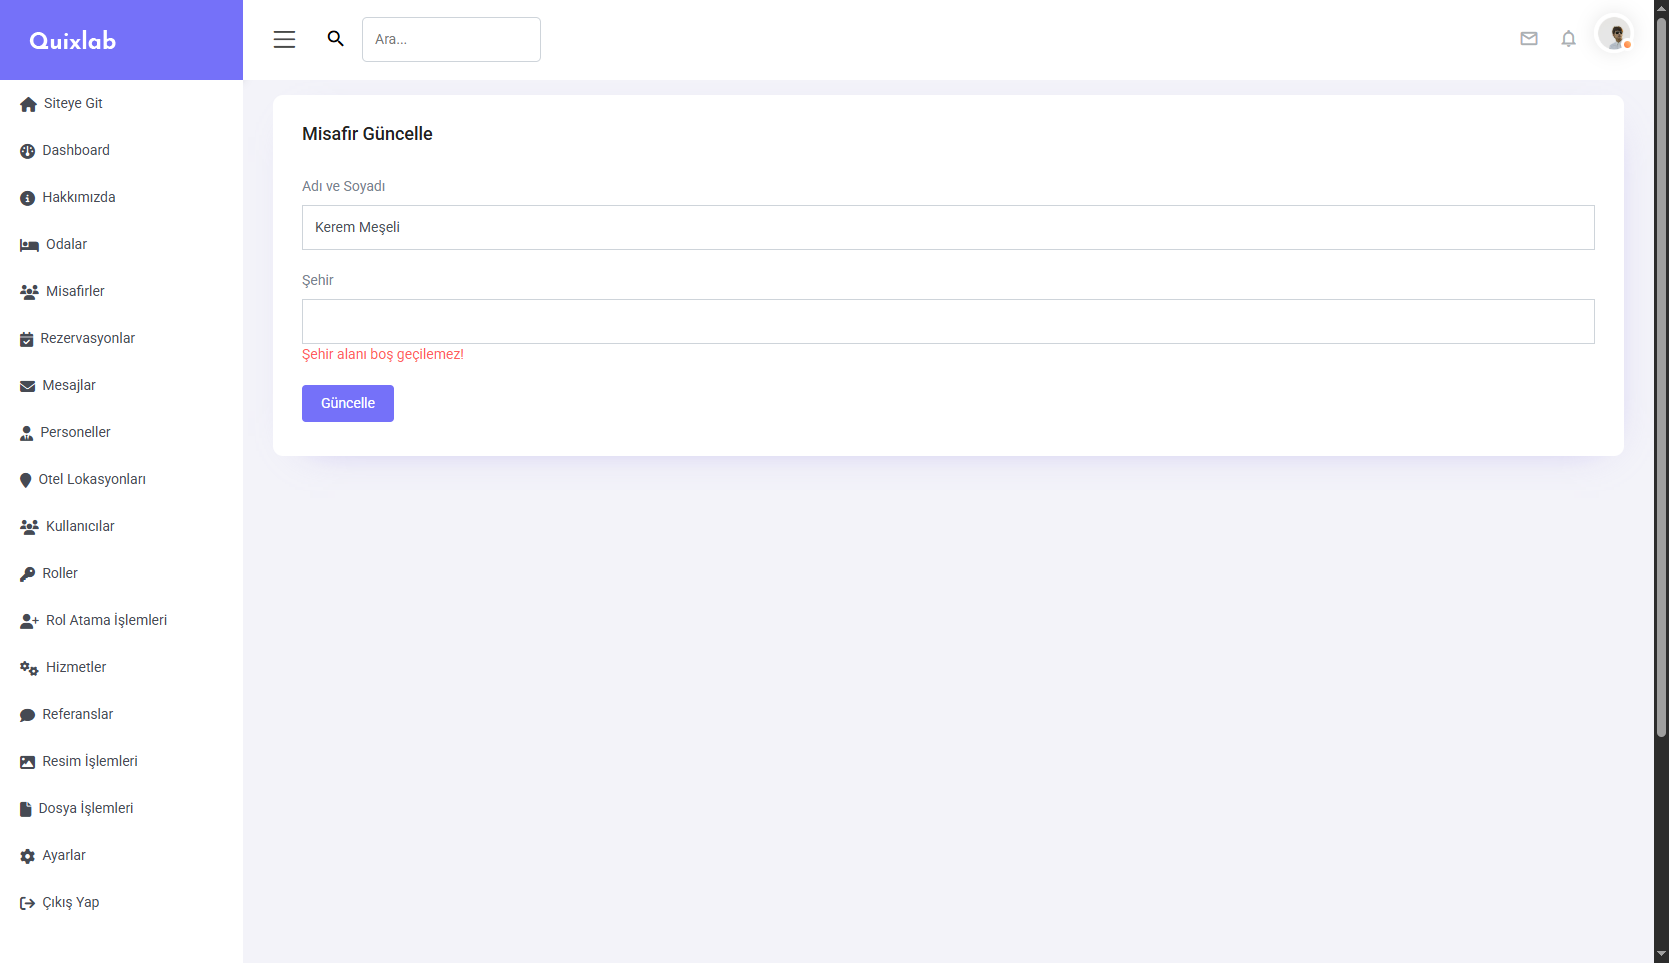 Quixlab
Ara...
Siteye Git
Dashboard
Hakkımızda
Odalar
Misafirler
Rezervasyonlar
Mesajlar
Personeller
Otel Lokasyonları
Kullanıcılar
Roller
Rol Atama İşlemleri
Hizmetler
Referanslar
Resim İşlemleri
Dosya İşlemleri
Ayarlar
Çıkış Yap
Misafir Güncelle
Adı ve Soyadı
Kerem Meşeli
Şehir
Şehir alanı boş geçilemez!
Güncelle